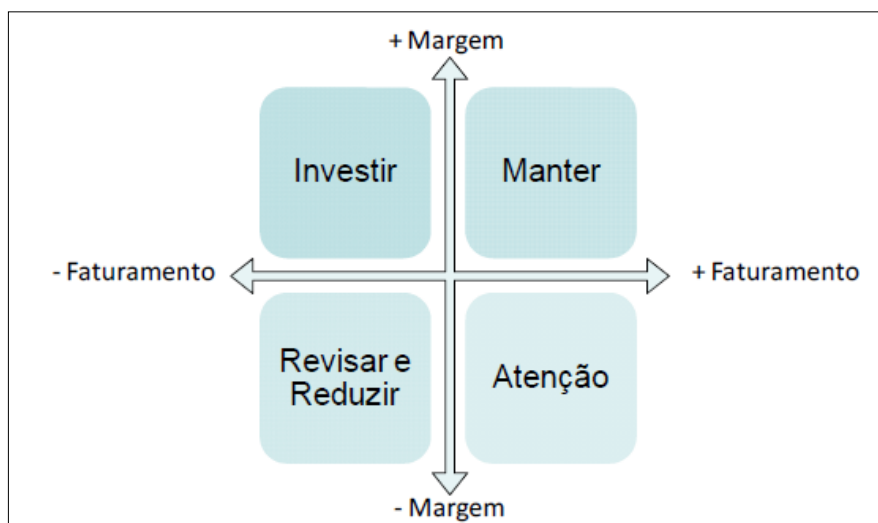 + Margem
Investir
Manter
- Faturamento
+ Faturamento
Revisar e
Reduzir
Atenção
- Margem